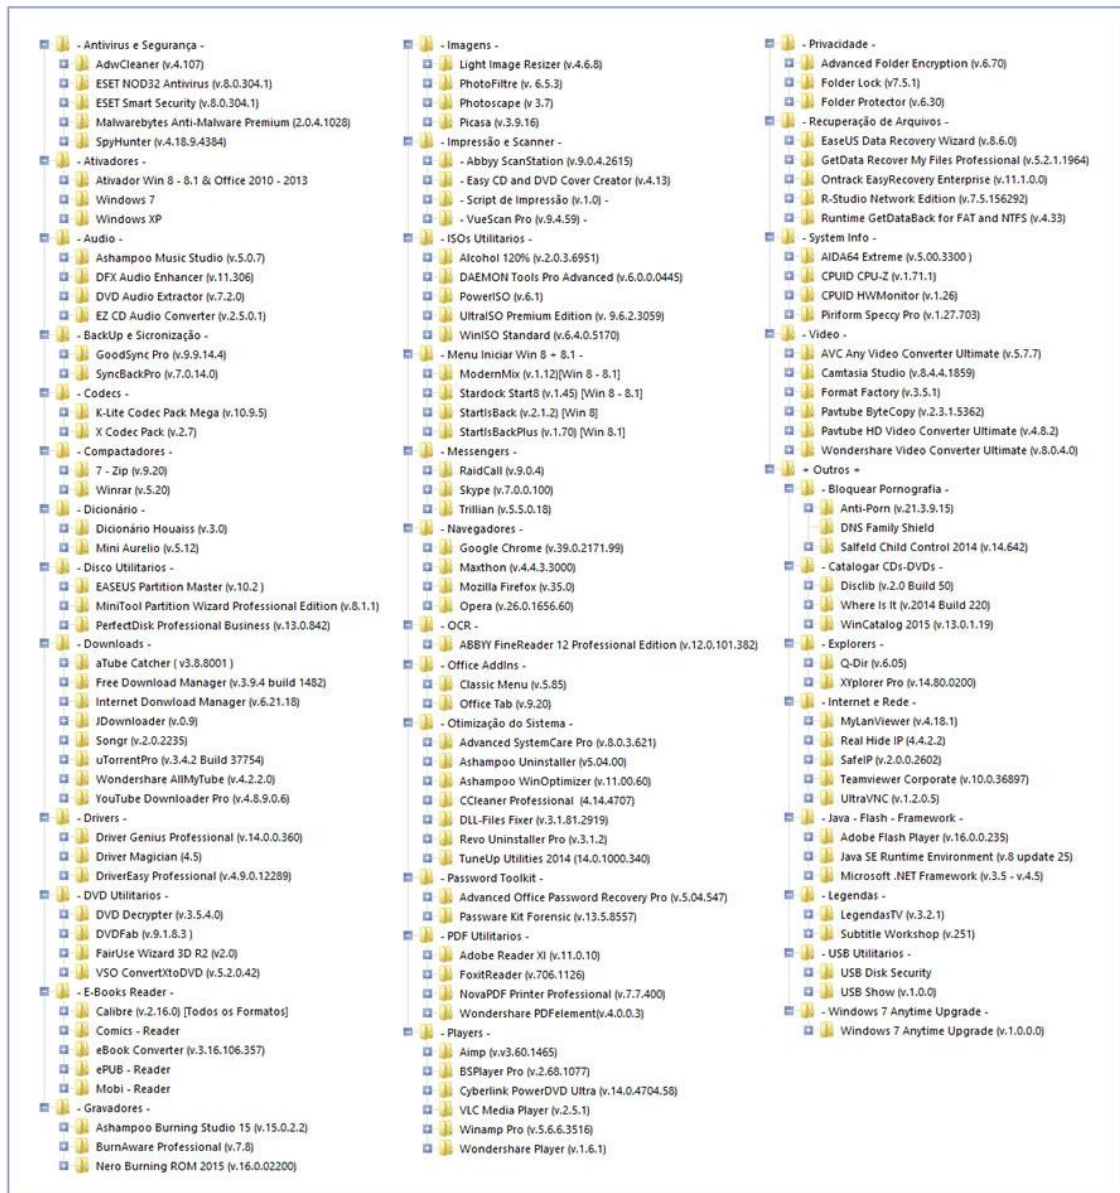 - Antivirus e Segurança -
AdwCleaner (v.4.107)
ESET NOD32 Antivirus (v.8.0.304.1)
ESET Smart Security (v.8.0.304.1)
Malwarebytes Anti-Malware Premium (2.0.4.1028)
SpyHunter (v.4.18.9.4384)
- Ativadores -
Ativador Win 8 - 8.1 & Office 2010 - 2013
Windows 7
Windows XP
- Audio -
Ashampoo Music Studio (v.5.0.7)
DFX Audio Enhancer (v.11.306)
DVD Audio Extractor (v.7.2.0)
EZ CD Audio Converter (v.2.5.0.1)
- BackUp e Sicronização -
GoodSync Pro (v.9.9.14.4)
SyncBackPro (v.7.0.14.0)
- Codecs -
K-Lite Codec Pack Mega (v.10.9.5)
X Codec Pack (v.2.7)
- Compactadores -
7 - Zip (v.9.20)
Winrar (v.5.20)
- Dicionário -
Dicionário Houaiss (v.3.0)
Mini Aurelio (v.5.12)
- Disco Utilitarios -
EASEUS Partition Master (v.10.2 )
MiniTool Partition Wizard Professional Edition (v.8.1.1)
PerfectDisk Professional Business (v.13.0.842)
- Downloads -
aTube Catcher ( v3.8.8001 )
Free Download Manager (v.3.9.4 build 1482)
Internet Donwload Manager (v.6.21.18)
JDownloader (v.0.9)
Songr (v.2.0.2235)
uTorrentPro (v.3.4.2 Build 37754)
Wondershare AllMyTube (v.4.2.2.0)
YouTube Downloader Pro (v.4.8.9.0.6)
- Drivers -
Driver Genius Professional (v.14.0.0.360)
Driver Magician (4.5)
DriverEasy Professional (v.4.9.0.12289)
- DVD Utilitarios -
DVD Decrypter (v.3.5.4.0)
DVDFab (v.9.1.8.3 )
FairUse Wizard 3D R2 (v2.0)
VSO ConvertXtoDVD (v.5.2.0.42)
- E-Books Reader -
Calibre (v.2.16.0) [Todos os Formatos]
Comics - Reader
eBook Converter (v.3.16.106.357)
ePUB - Reader
Mobi - Reader
- Gravadores -
Ashampoo Burning Studio 15 (v.15.0.2.2)
BurnAware Professional (v.7.8)
Nero Burning ROM 2015 (v.16.0.02200)
- Imagens -
Light Image Resizer (v.4.6.8)
PhotoFiltre (v. 6.5.3)
Photoscape (v 3.7)
Picasa (v.3.9.16)
- Impressão e Scanner -
- Abbyy ScanStation (v.9.0.4.2615)
- Easy CD and DVD Cover Creator (v.4.13)
- Script de Impressão (v.1.0) -
- VueScan Pro (v.9.4.59) -
- ISOs Utilitarios -
Alcohol 120% (v.2.0.3.6951)
DAEMON Tools Pro Advanced (v.6.0.0.0445)
PowerISO (v.6.1)
UltraISO Premium Edition (v. 9.6.2.3059)
WinISO Standard (v.6.4.0.5170)
- Menu Iniciar Win 8 + 8.1 -
ModernMix (v.1.12)[Win 8 - 8.1]
Stardock Start8 (v.1.45) [Win 8 - 8.1]
StartIsBack (v.2.1.2) [Win 8]
StartIsBackPlus (v.1.70) [Win 8.1]
- Messengers -
RaidCall (v.9.0.4)
Skype (v.7.0.0.100)
Trillian (v.5.5.0.18)
- Navegadores -
Google Chrome (v.39.0.2171.99)
Maxthon (v.4.4.3.3000)
Mozilla Firefox (v.35.0)
Opera (v.26.0.1656.60)
- OCR -
ABBYY FineReader 12 Professional Edition (v.12.0.101.382)
- Office AddIns -
Classic Menu (v.5.85)
Office Tab (v.9.20)
- Otimização do Sistema -
Advanced SystemCare Pro (v.8.0.3.621)
Ashampoo Uninstaller (v5.04.00)
Ashampoo WinOptimizer (v.11.00.60)
CCleaner Professional (4.14.4707)
DLL-Files Fixer (v.3.1.81.2919)
Revo Uninstaller Pro (v.3.1.2)
TuneUp Utilities 2014 (14.0.1000.340)
- Password Toolkit -
Advanced Office Password Recovery Pro (v.5.04.547)
Passware Kit Forensic (v.13.5.8557)
- PDF Utilitarios -
Adobe Reader XI (v.11.0.10)
FoxitReader (v.706.1126)
NovaPDF Printer Professional (v.7.7.400)
Wondershare PDFelement(v.4.0.0.3)
- Players -
Aimp (v.v3.60.1465)
BSPlayer Pro (v.2.68.1077)
Cyberlink PowerDVD Ultra (v.14.0.4704.58)
VLC Media Player (v.2.5.1)
Winamp Pro (v.5.6.6.3516)
Wondershare Player (v.1.6.1)
- Privacidade -
Advanced Folder Encryption (v.6.70)
Folder Lock (v7.5.1)
Folder Protector (v.6.30)
- Recuperação de Arquivos -
EaseUS Data Recovery Wizard (v.8.6.0)
GetData Recover My Files Professional (v.5.2.1.1964)
Ontrack EasyRecovery Enterprise (v.11.1.0.0)
R-Studio Network Edition (v.7.5.156292)
Runtime GetDataBack for FAT and NTFS (v.4.33)
- System Info -
AIDA64 Extreme (v.5.00.3300 )
CPUID CPU-Z (v.1.71.1)
CPUID HWMonitor (v.1.26)
Piriform Speccy Pro (v.1.27.703)
- Video -
AVC Any Video Converter Ultimate (v.5.7.7)
Camtasia Studio (v.8.4.4.1859)
Format Factory (v.3.5.1)
Pavtube ByteCopy (v.2.3.1.5362)
Pavtube HD Video Converter Ultimate (v.4.8.2)
Wondershare Video Converter Ultimate (v.8.0.4.0)
+ Outros +
- Bloquear Pornografia -
Anti-Porn (v.21.3.9.15)
DNS Family Shield
Salfeld Child Control 2014 (v.14.642)
- Catalogar CDs-DVDs -
Disclib (v.2.0 Build 50)
Where Is It (v.2014 Build 220)
WinCatalog 2015 (v.13.0.1.19)
- Explorers -
Q-Dir (v.6.05)
XYplorer Pro (v.14.80.0200)
- Internet e Rede -
MyLanViewer (v.4.18.1)
Real Hide IP (4.4.2.2)
SafeIP (v.2.0.0.2602)
Teamviewer Corporate (v.10.0.36897)
UltraVNC (v.1.2.0.5)
- Java - Flash - Framework -
Adobe Flash Player (v.16.0.0.235)
Java SE Runtime Environment (v.8 update 25)
Microsoft .NET Framework (v.3.5 - v.4.5)
- Legendas -
LegendasTV (v.3.2.1)
Subtitle Workshop (v.251)
- USB Utilitarios -
USB Disk Security
USB Show (v.1.0.0)
- Windows 7 Anytime Upgrade -
Windows 7 Anytime Upgrade (v.1.0.0.0)